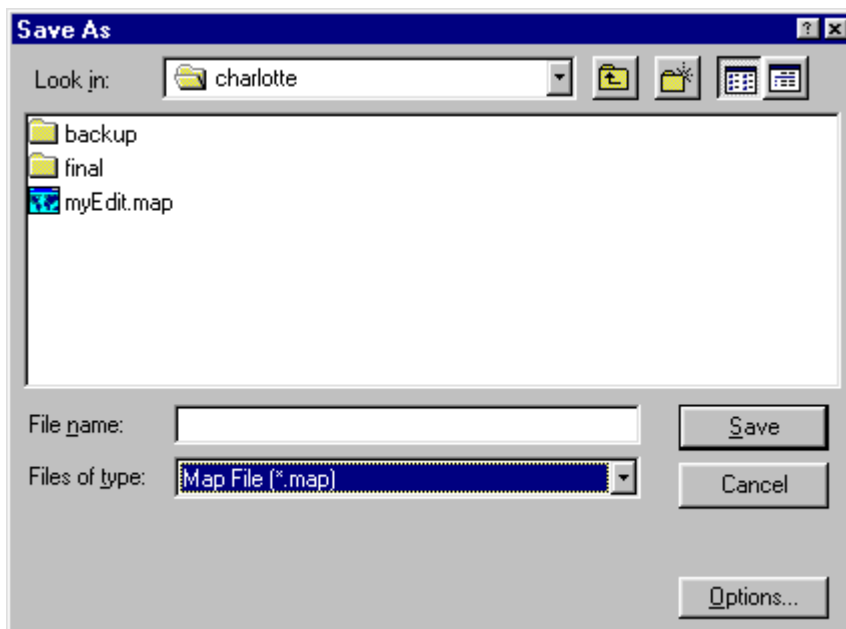 Save As
Look in: charlotte
backup
final
myEdit.map
File name: Save
Files of type: Map File (*.map) Cancel
Options...